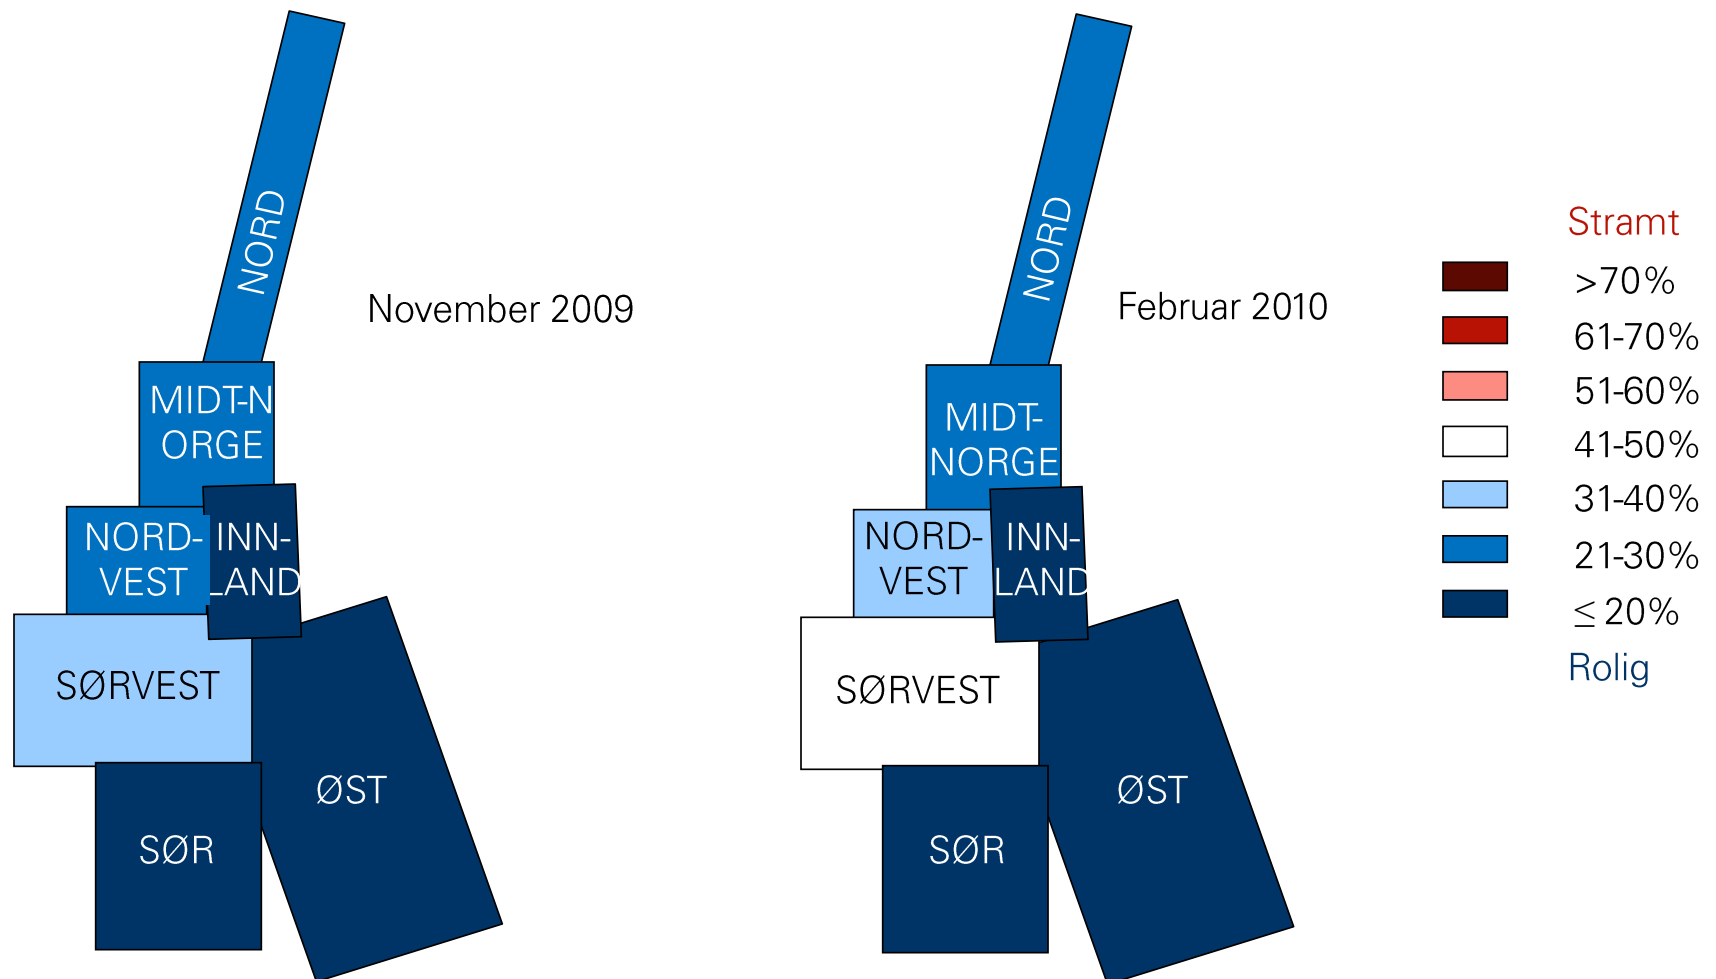 NORD
November 2009
MIDT-N
ORGE
NORD-
VEST
INN-
LAND
SØRVEST
ØST
SØR
NORD
Februar 2010
MIDT-
NORGE
NORD-
VEST
INN-
LAND
SØRVEST
ØST
SØR
Stramt
>70%
61-70%
51-60%
41-50%
31-40%
21-30%
≤ 20%
Rolig